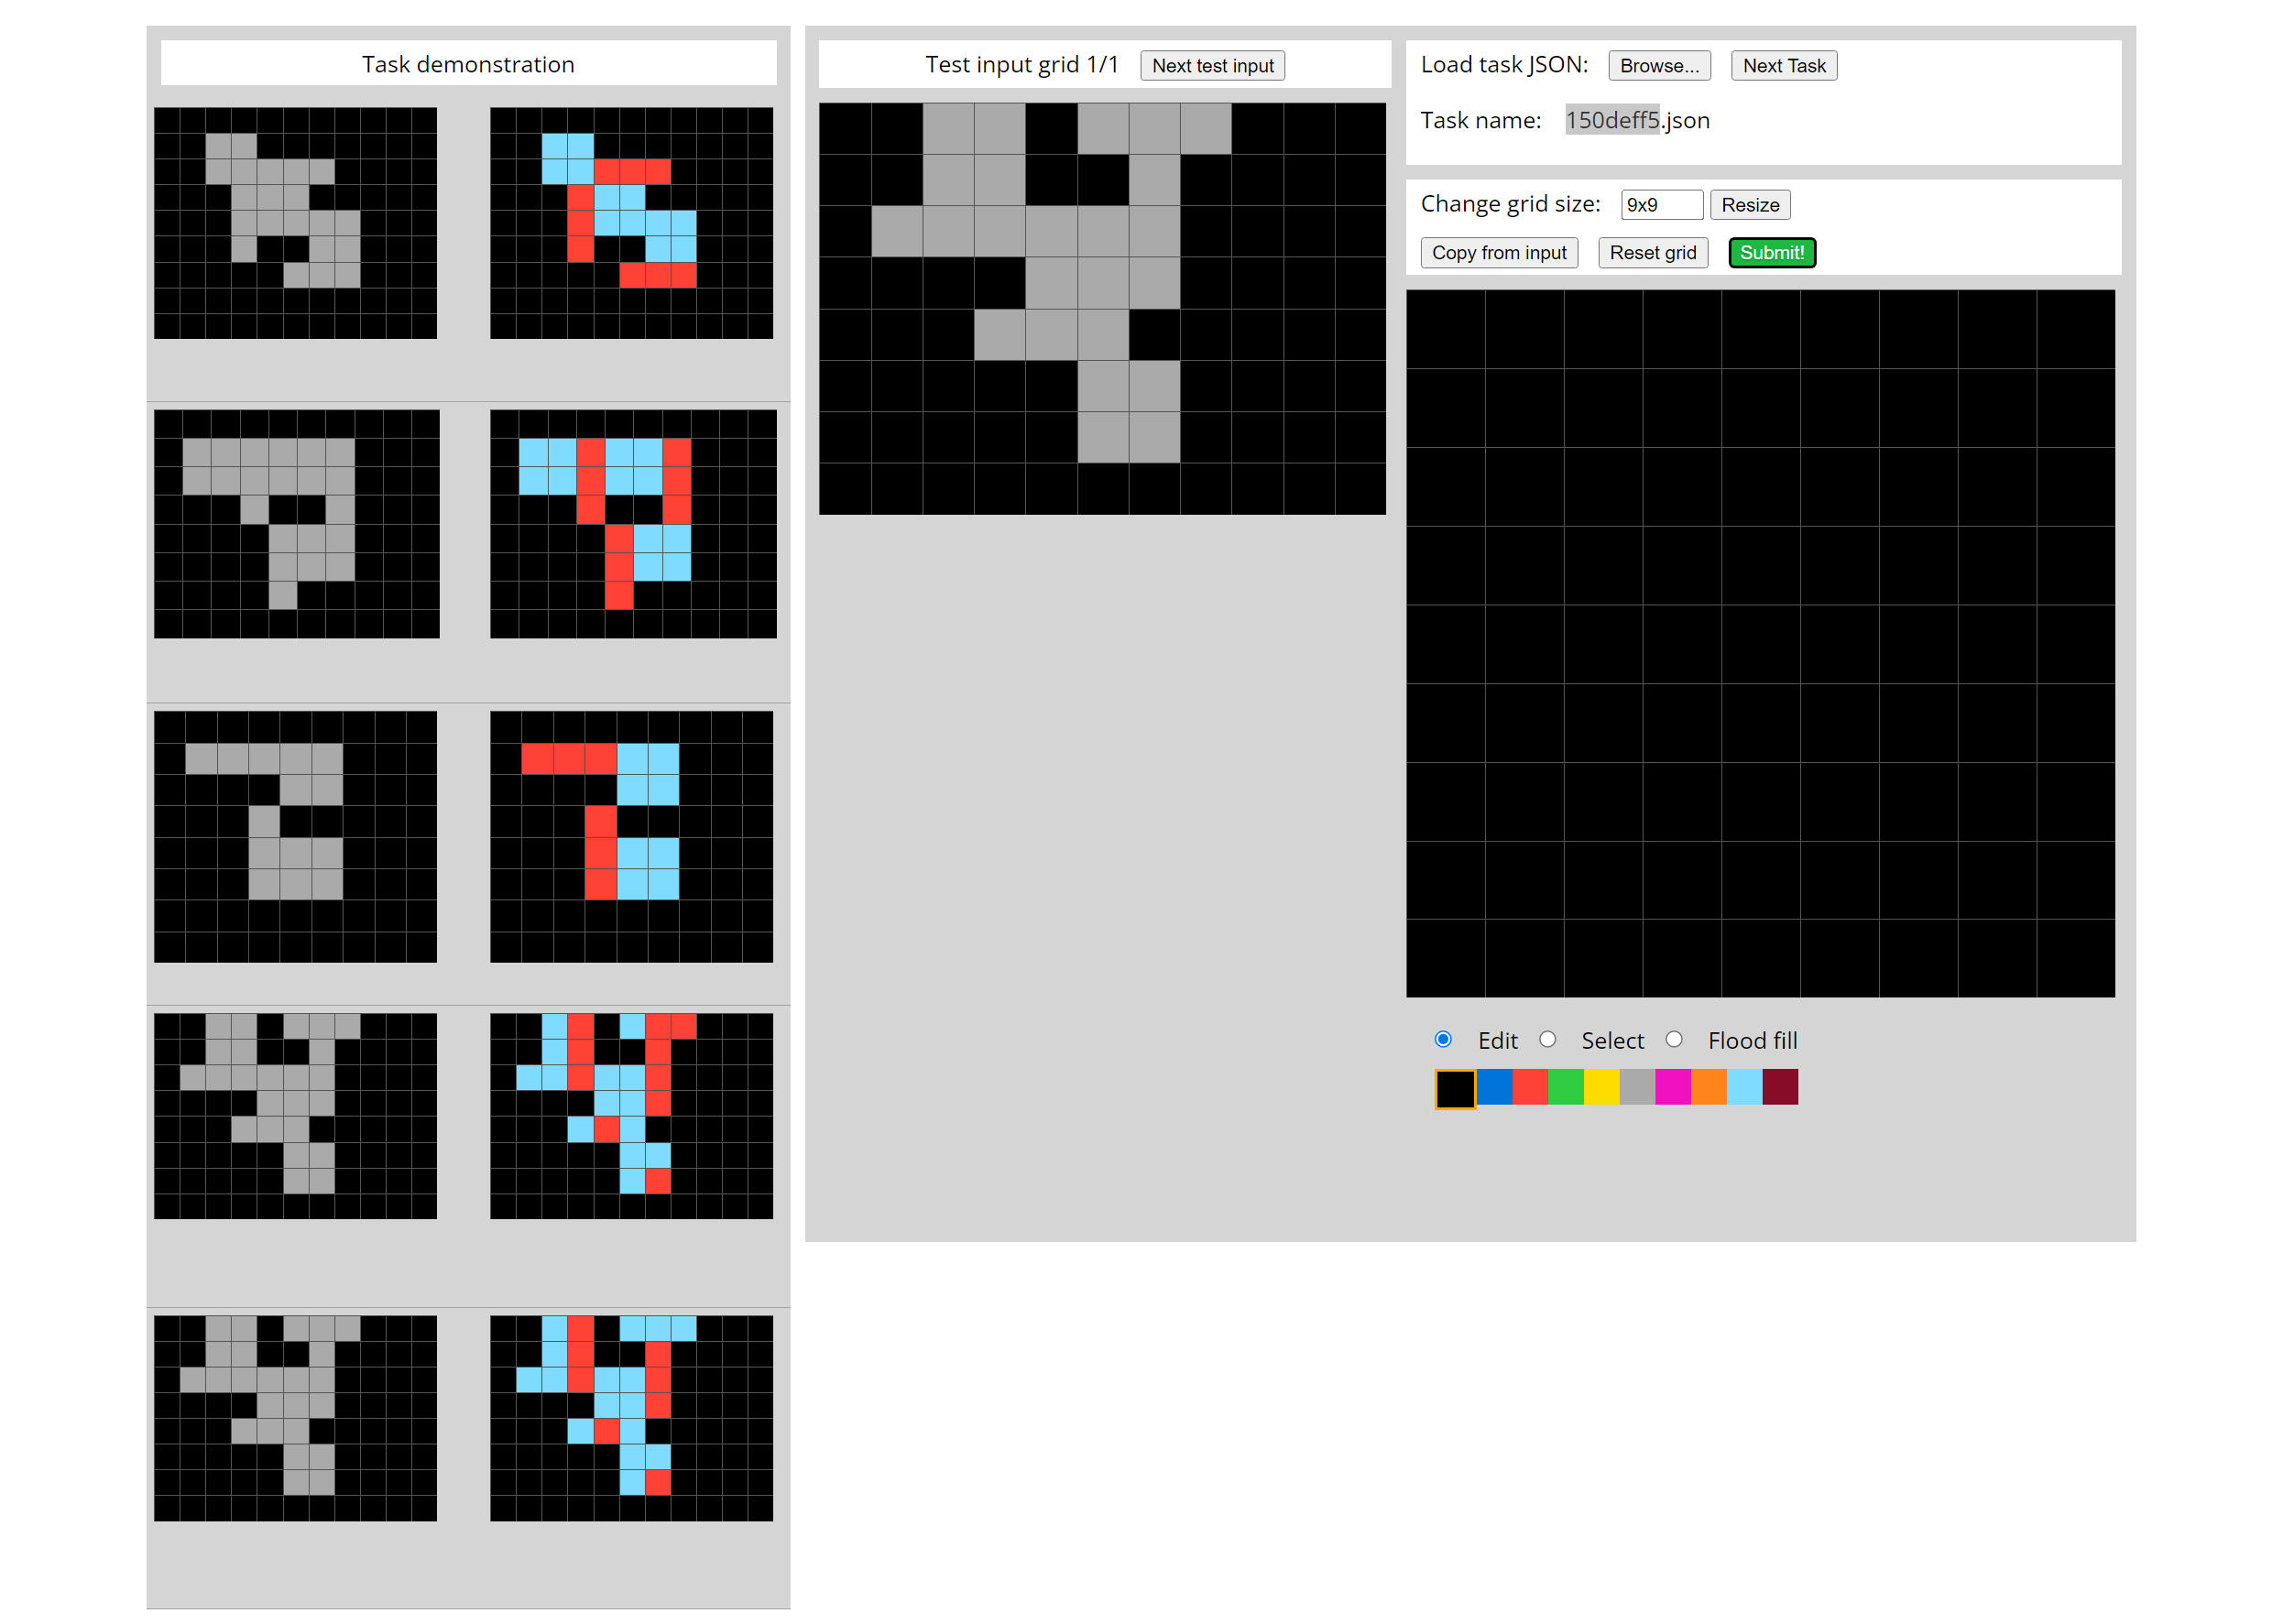 Task demonstration
Test input grid 1/1 Next test input
Load task JSON: Browse... Next Task
Task name: 150deff5.json
Change grid size: 9x9 Resize
Copy from input Reset grid Submit!
Edit Select Flood fill